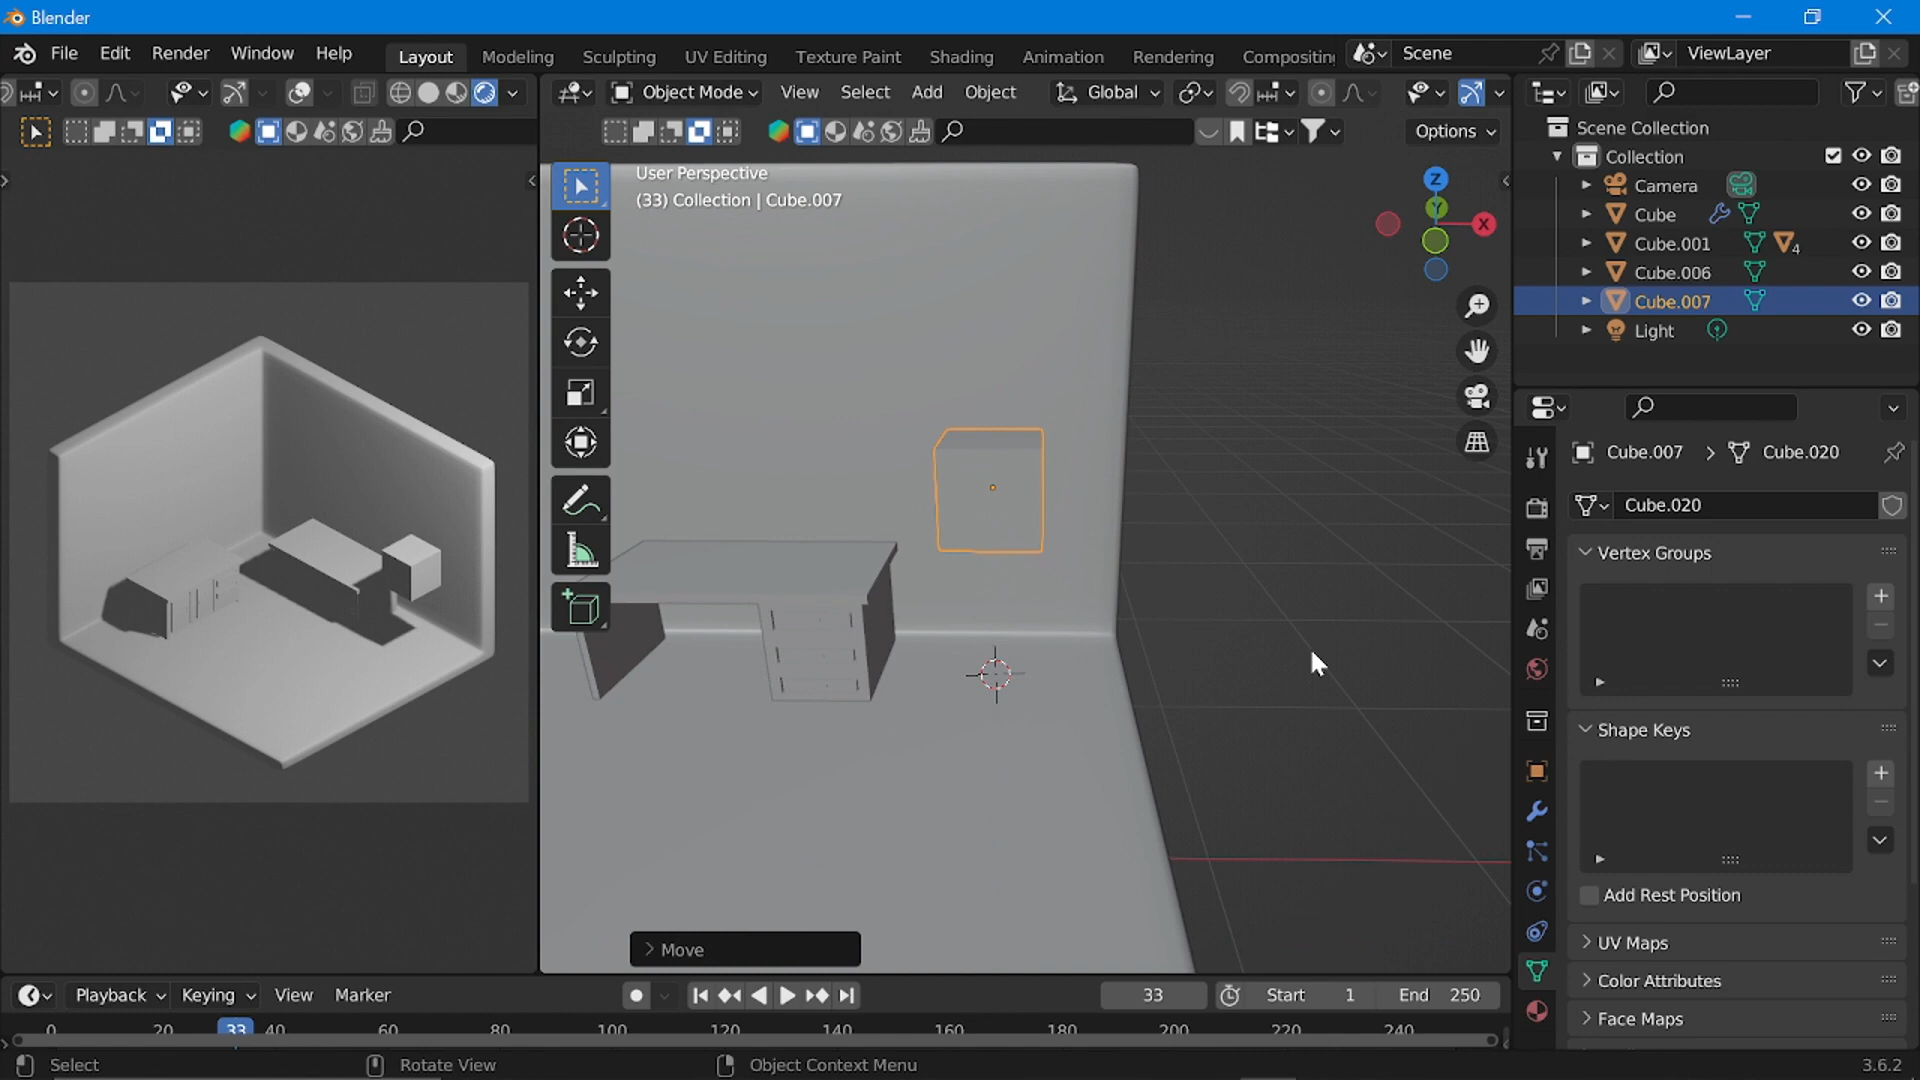 Blender
File Edit Render Window Help Layout Modeling Sculpting UV Editing Texture Paint Shading Animation Rendering Compositing Scene ViewLayer
Object Mode View Select Add Object Global
Options
User Perspective
(33) Collection | Cube.007
Z
Y
X
Scene Collection
Collection
Camera
Cube
Cube.001 4
Cube.006
Cube.007
Light
Cube.007 > Cube.020
Cube.020
Vertex Groups
Shape Keys
Add Rest Position
UV Maps
Color Attributes
Face Maps
> Move
Playback Keying View Marker 33 Start 1 End 250
0 20 33 40 60 80 100 120 140 160 180 200 220 240
Select Rotate View Object Context Menu 3.6.2